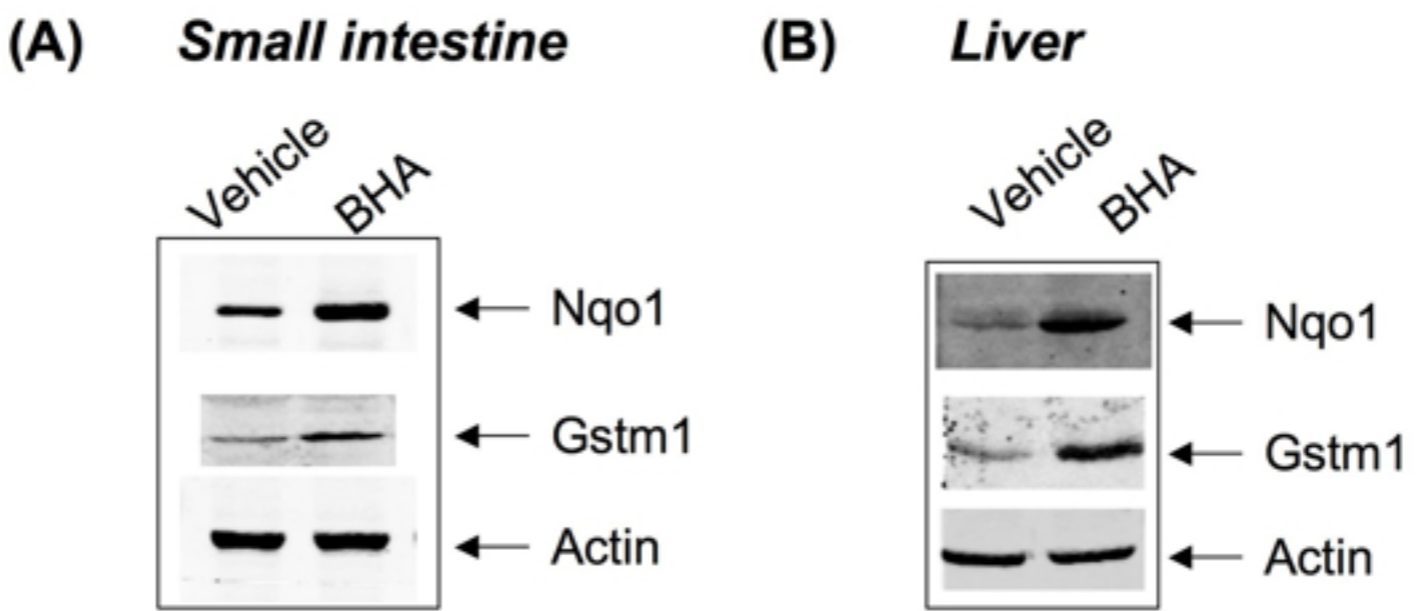 (A) Small intestine
Vehicle
BHA
Nqo1
Gstm1
Actin
(B) Liver
Vehicle
BHA
Nqo1
Gstm1
Actin